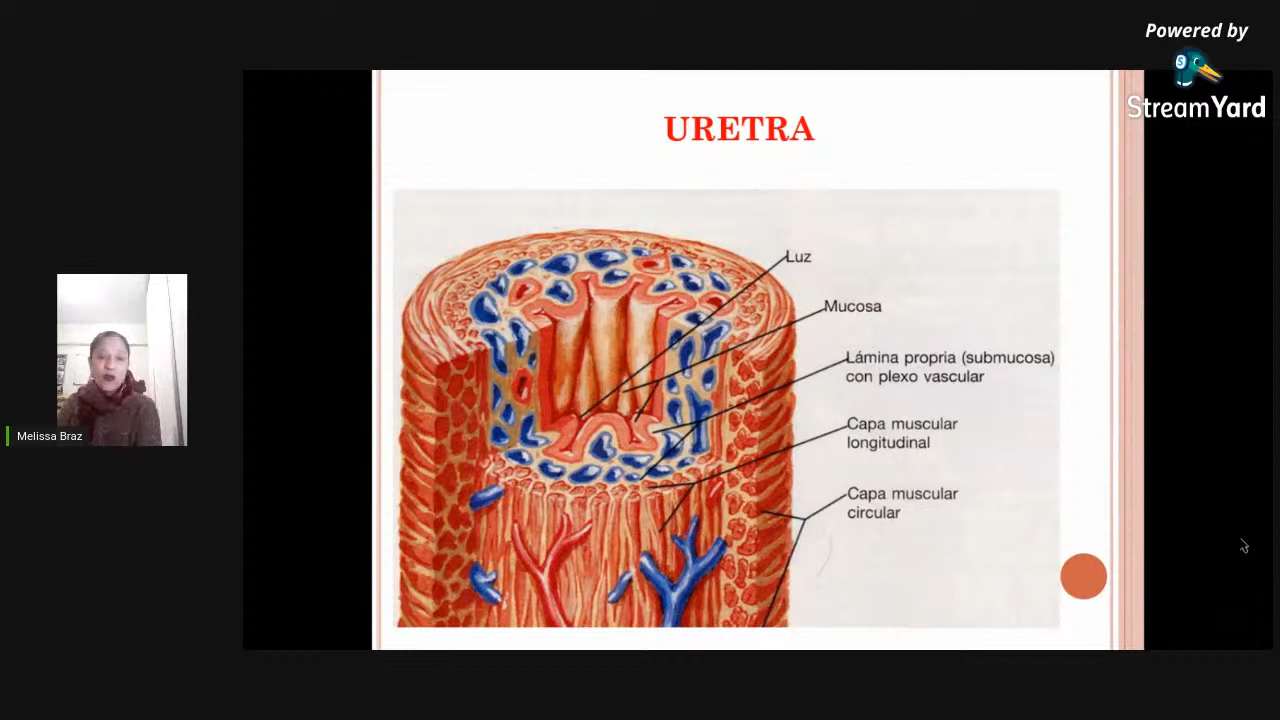 Powered by
StreamYard
URETRA
Luz
Mucosa
Lámina propria (submucosa)
con plexo vascular
Capa muscular
longitudinal
Capa muscular
circular
Melissa Braz